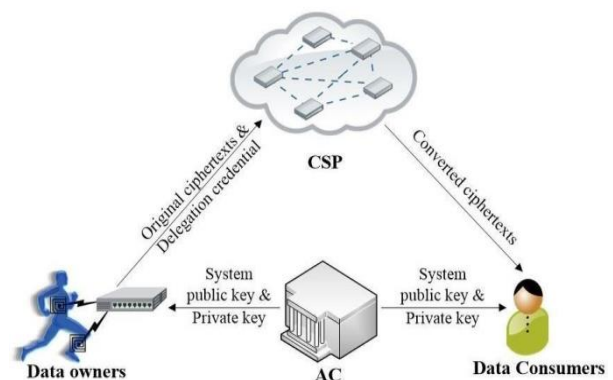 CSP
Original ciphertexts &
Delegation credential
Converted ciphertexts
System
public key &
Private key
System
public key &
Private key
Data owners
AC
Data Consumers